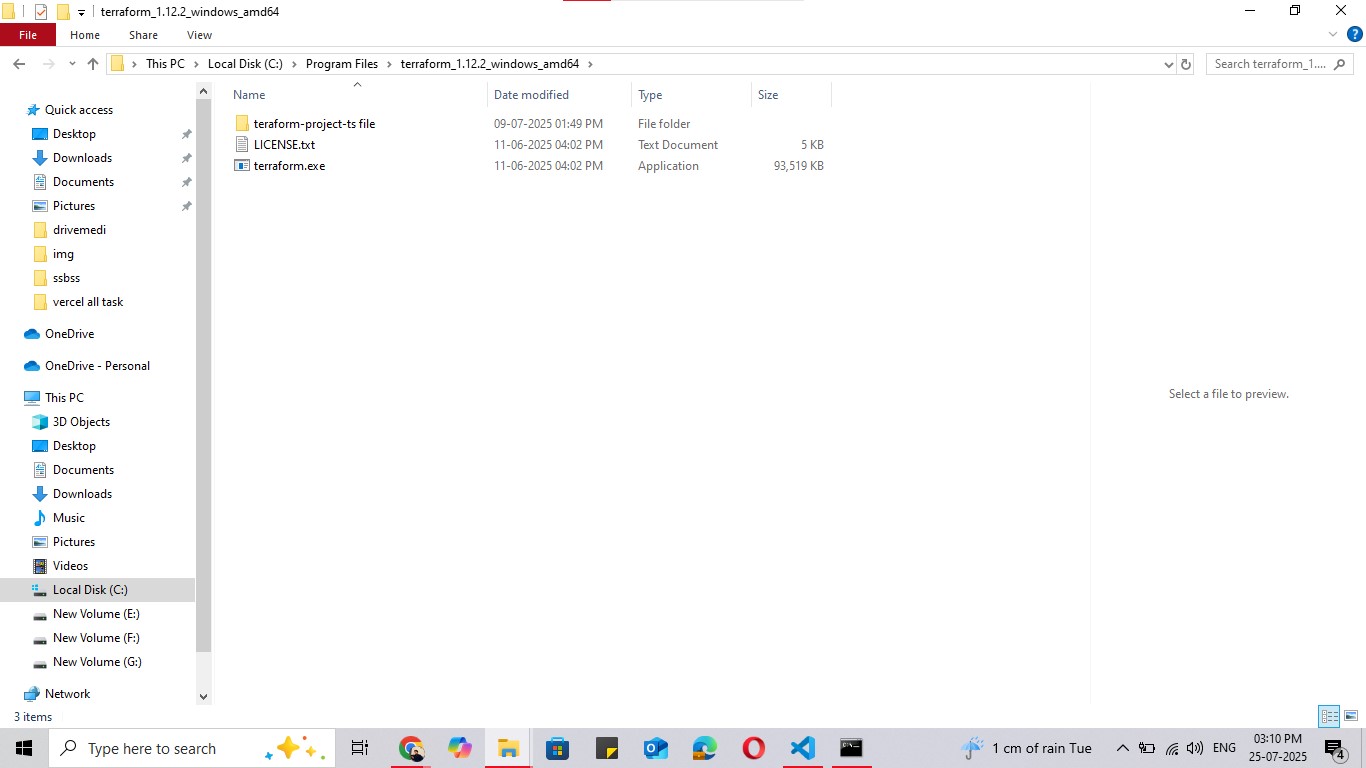 terraform_1.12.2_windows_amd64
File Home Share View
This PC Local Disk (C:) Program Files terraform_1.12.2_windows_amd64 Search terraform_1....
Name Date modified Type Size
teraform-project-ts file 09-07-2025 01:49 PM File folder
LICENSE.txt 11-06-2025 04:02 PM Text Document 5 KB
terraform.exe 11-06-2025 04:02 PM Application 93,519 KB
Quick access
Desktop
Downloads
Documents
Pictures
drivemedi
img
ssbss
vercel all task
OneDrive
OneDrive - Personal
This PC
3D Objects
Desktop
Documents
Downloads
Music
Pictures
Videos
Local Disk (C:)
New Volume (E:)
New Volume (F:)
New Volume (G:)
Network
Select a file to preview.
3 items
Type here to search
1 cm of rain Tue
ENG
03:10 PM
25-07-2025
4